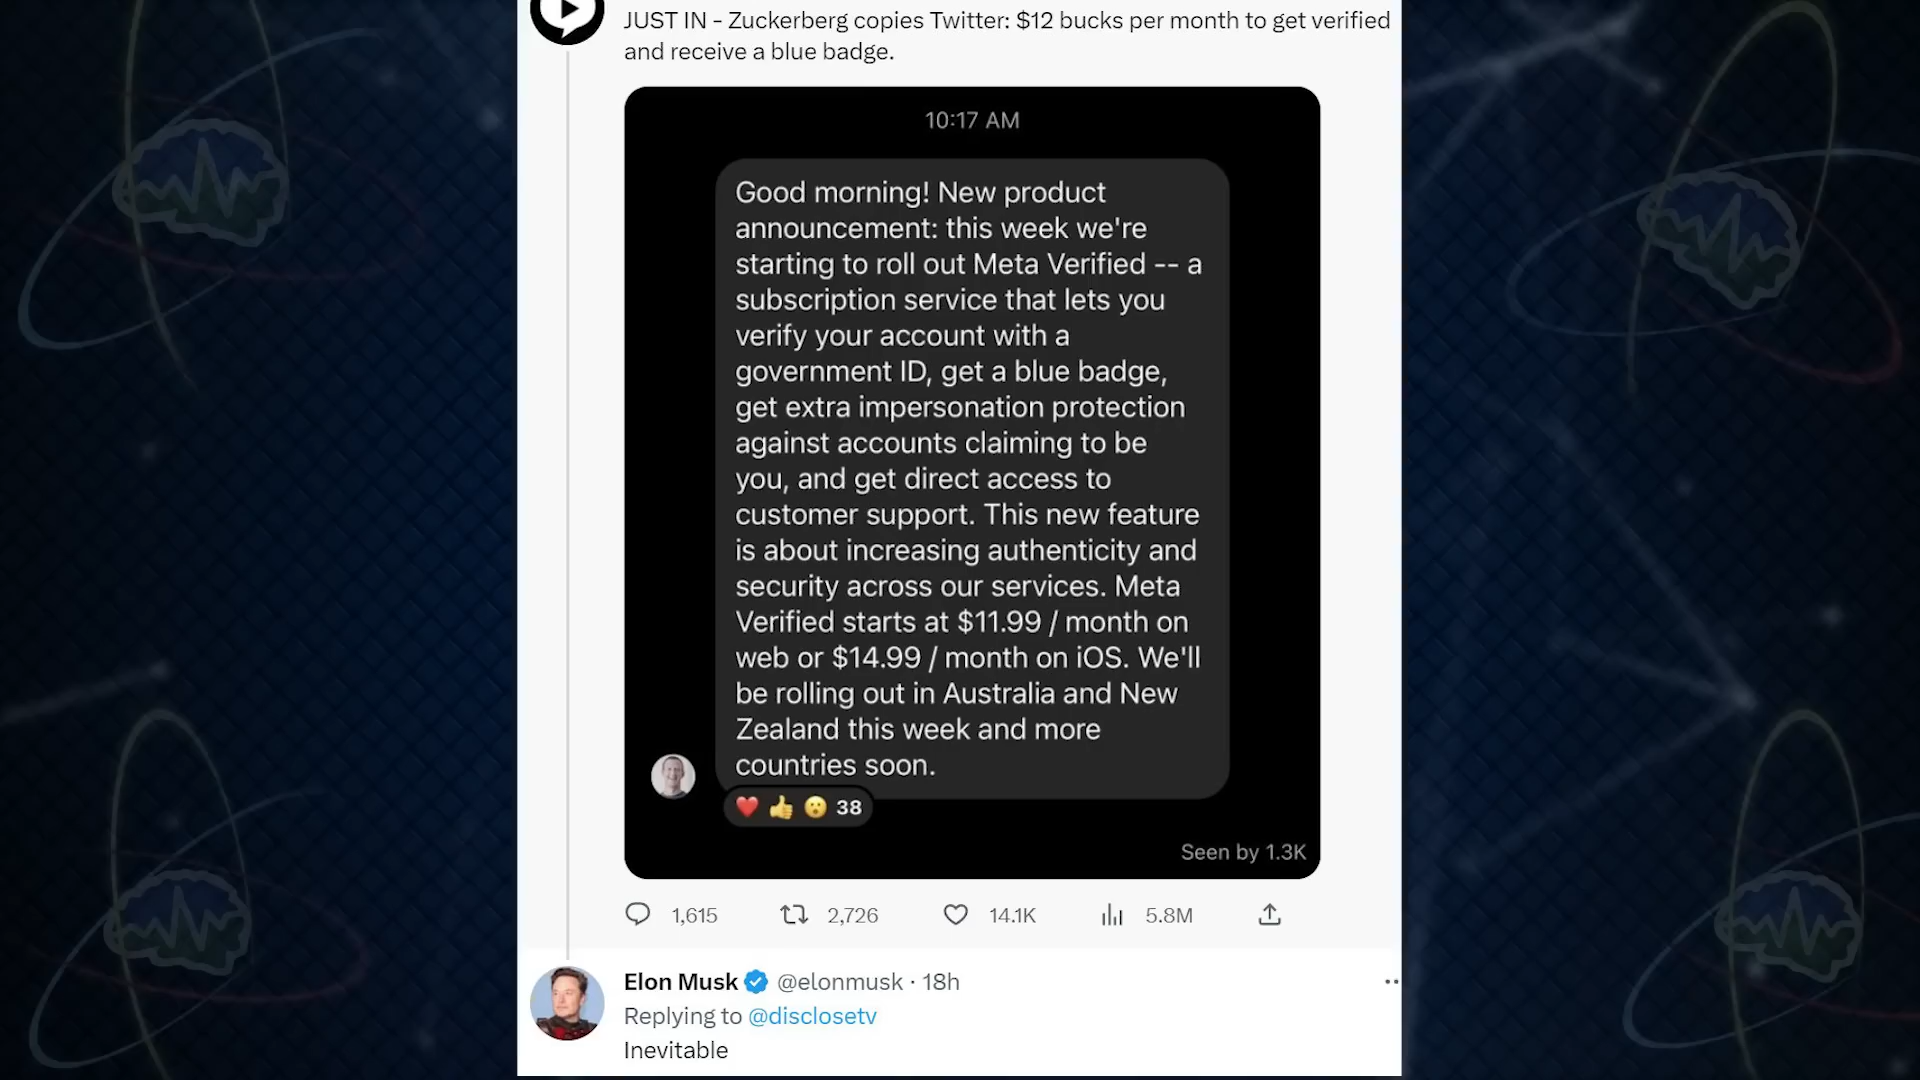 JUST IN - Zuckerberg copies Twitter: $12 bucks per month to get verified
and receive a blue badge.
10:17 AM
Good morning! New product
announcement: this week we're
starting to roll out Meta Verified -- a
subscription service that lets you
verify your account with a
government ID, get a blue badge,
get extra impersonation protection
against accounts claiming to be
you, and get direct access to
customer support. This new feature
is about increasing authenticity and
security across our services. Meta
Verified starts at $11.99 / month on
web or $14.99 / month on iOS. We'll
be rolling out in Australia and New
Zealand this week and more
countries soon.
❤️ 👍 😮 38
Seen by 1.3K
1,615 2,726 14.1K 5.8M
Elon Musk @elonmusk · 18h
Replying to @disclosetv
Inevitable